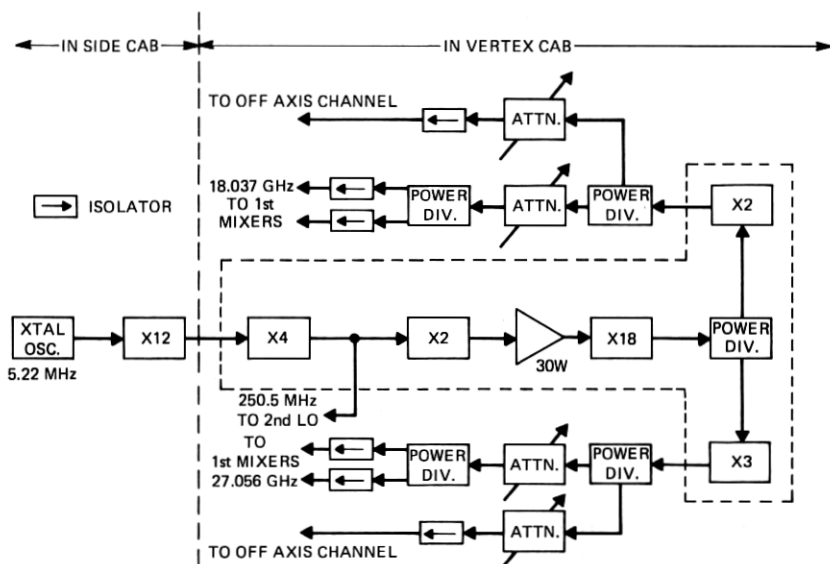 IN SIDE CAB
IN VERTEX CAB
TO OFF AXIS CHANNEL
ATTN.
18.037 GHz
TO 1st
MIXERS
POWER
DIV.
ATTN.
POWER
DIV.
X2
ISOLATOR
XTAL
OSC.
5.22 MHz
X12
X4
X2
30W
X18
POWER
DIV.
250.5 MHz
TO 2nd LO
TO
1st MIXERS
27.056 GHz
POWER
DIV.
ATTN.
POWER
DIV.
X3
ATTN.
TO OFF AXIS CHANNEL